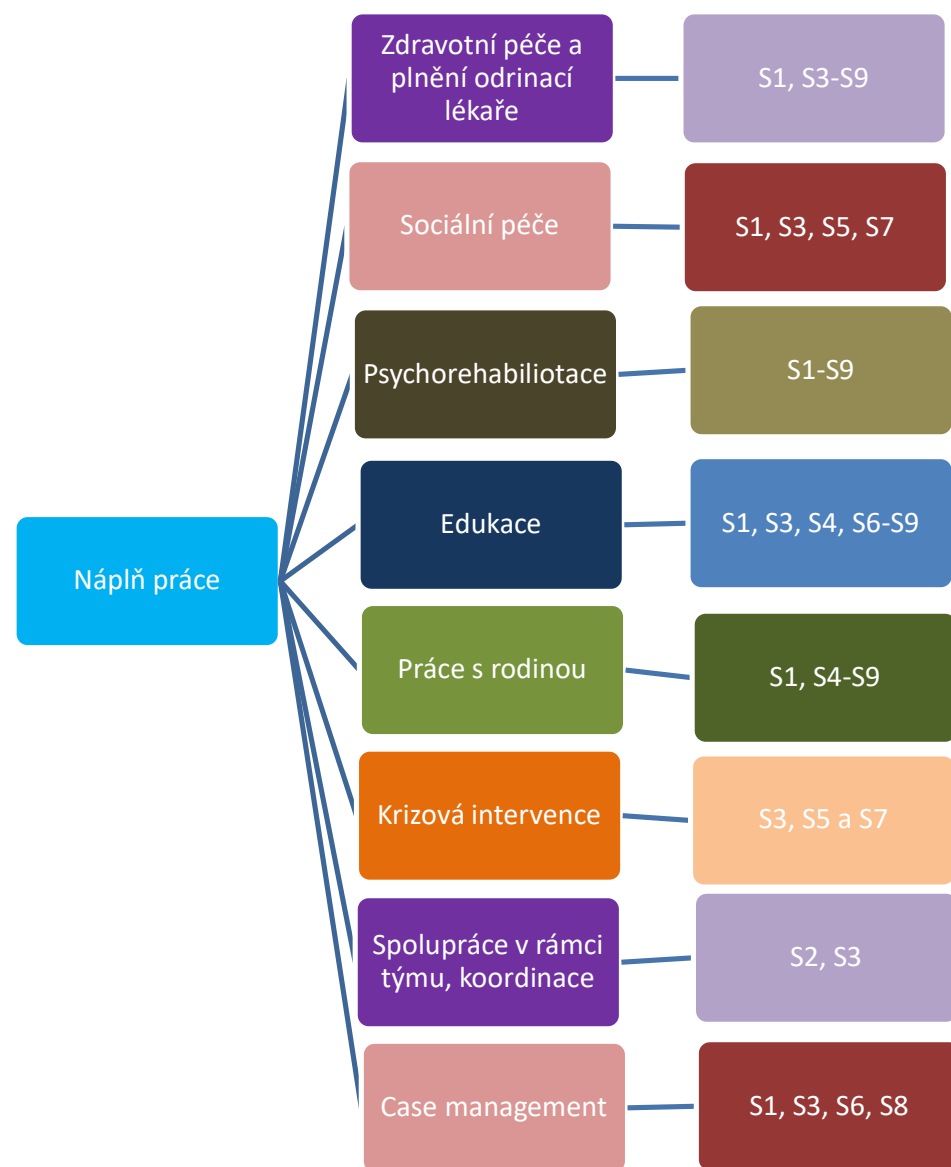 Zdravotní péče a
plnění odrinací
lékaře
S1, S3-S9
Sociální péče
S1, S3, S5, S7
Psychorehabiliotace
S1-S9
Edukace
S1, S3, S4, S6-S9
Náplň práce
Práce s rodinou
S1, S4-S9
Krizová intervence
S3, S5 a S7
Spolupráce v rámci
týmu, koordinace
S2, S3
Case management
S1, S3, S6, S8